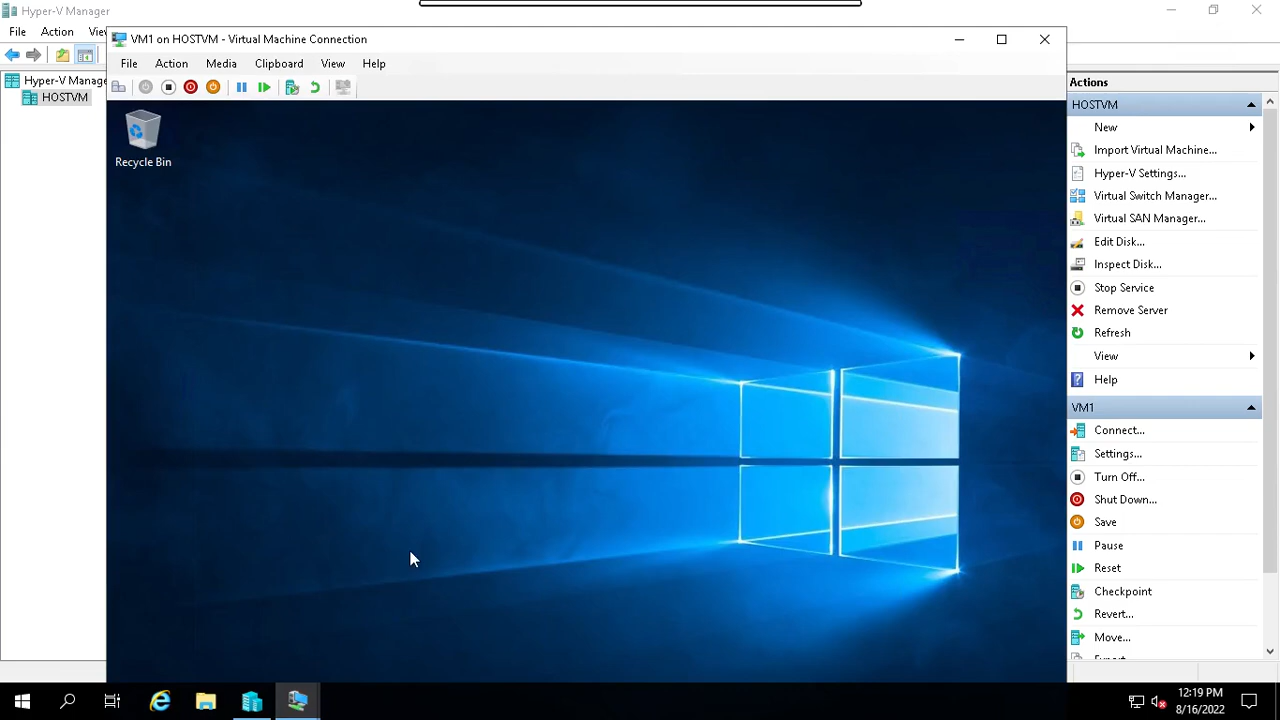 Hyper-V Manager
File Action
VM1 on HOSTVM - Virtual Machine Connection
File Action Media Clipboard View Help
Hyper-V Manage
HOSTVM
Recycle Bin
Actions
HOSTVM
New
Import Virtual Machine...
Hyper-V Settings...
Virtual Switch Manager...
Virtual SAN Manager...
Edit Disk...
Inspect Disk...
Stop Service
Remove Server
Refresh
View
Help
VM1
Connect...
Settings...
Turn Off...
Shut Down...
Save
Pause
Reset
Checkpoint
Revert...
Move...
12:19 PM
8/16/2022